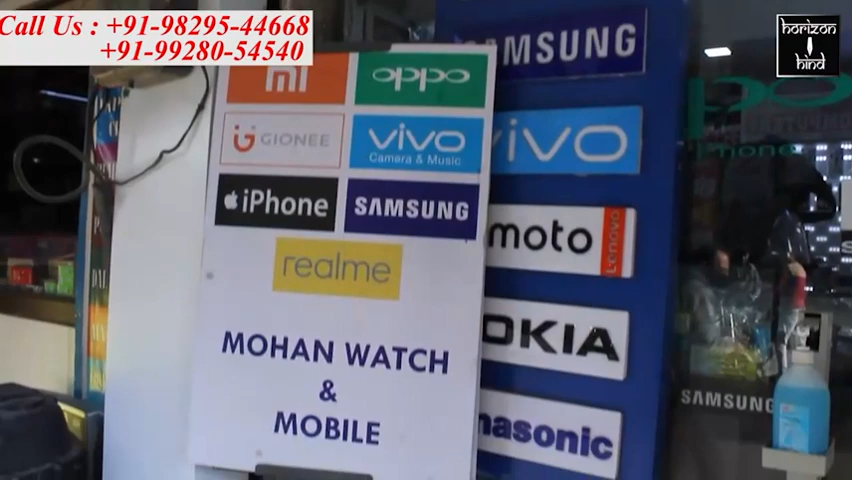 Call Us : +91-98295-44668
+91-99280-54540
horizon
hind
mi
oppo
GIONEE
vivo
Camera & Music
iPhone
SAMSUNG
realme
MOHAN WATCH
&
MOBILE
SAMSUNG
vivo
moto
Lenovo
OKIA
nasonic
iPhone
SAMSUNG